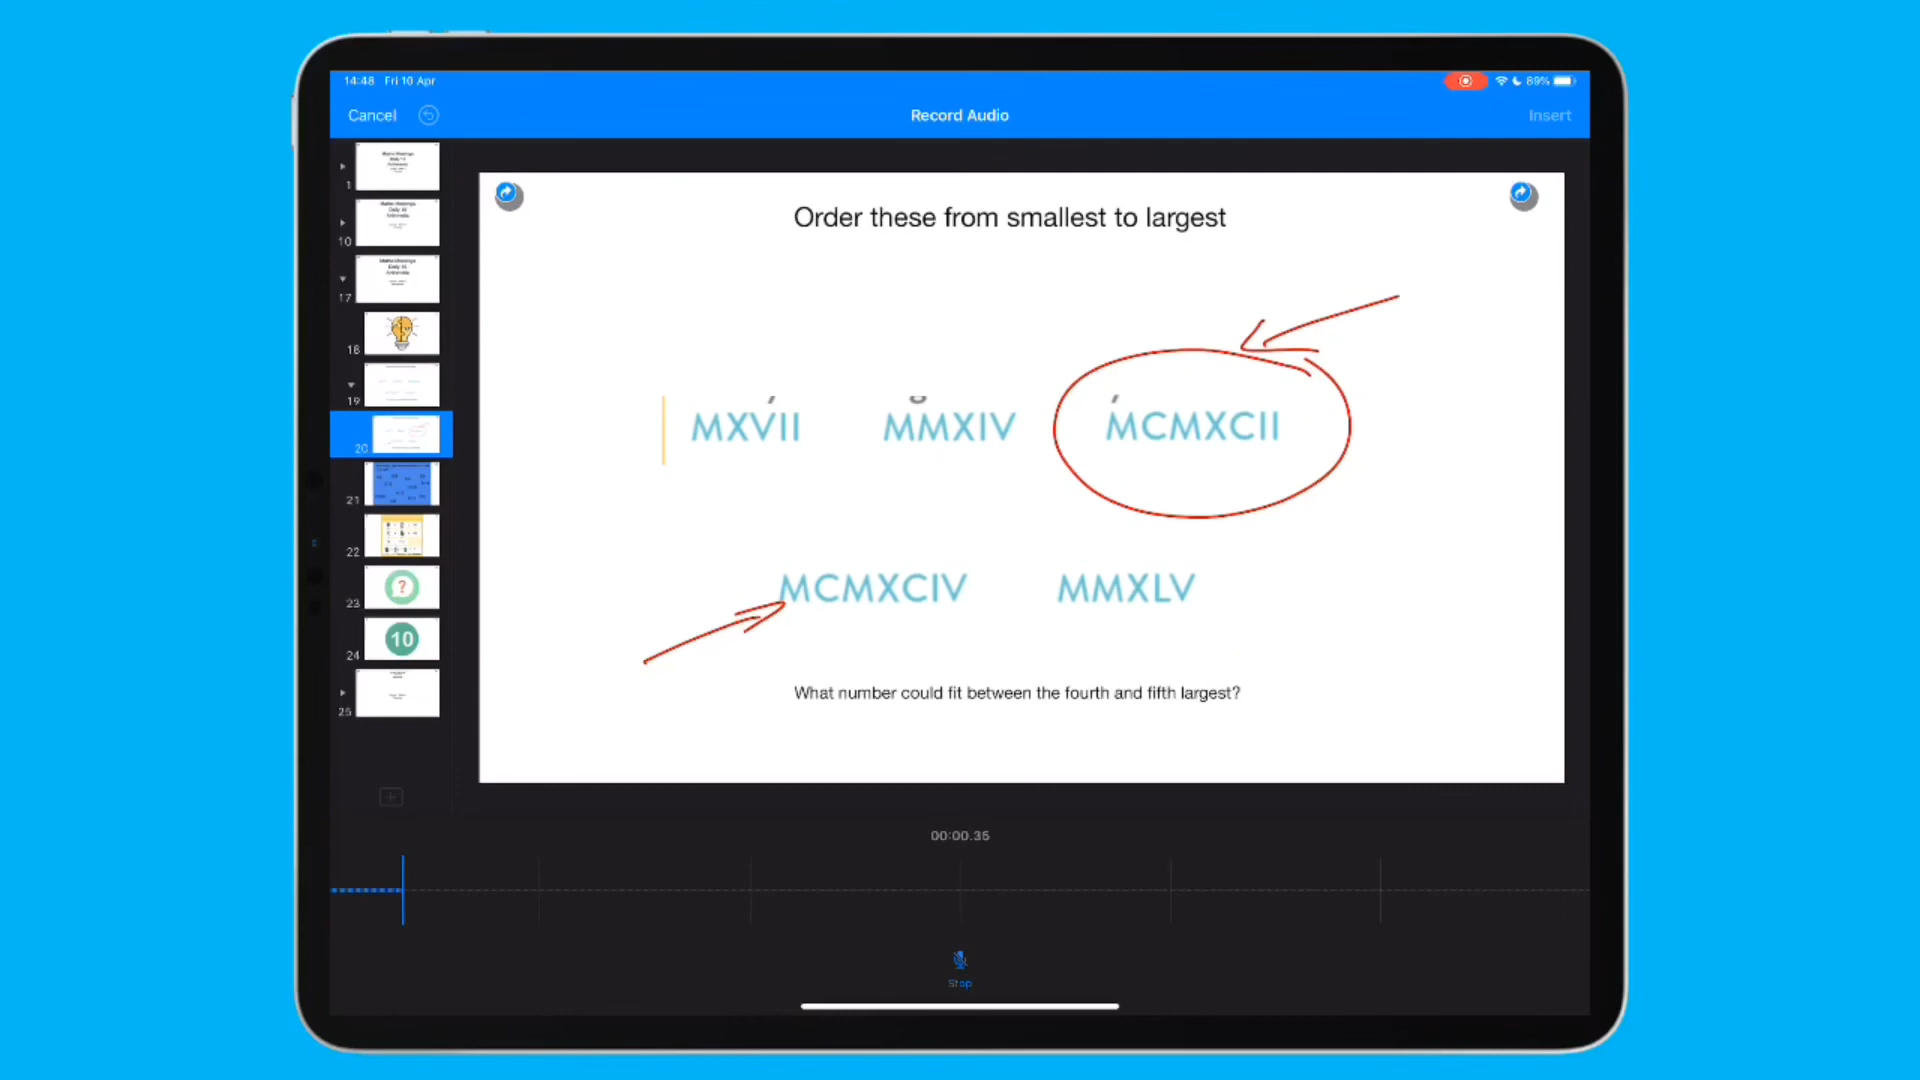 14:48 Fri 10 Apr
89%
Cancel
Record Audio
Insert
1
10
17
18
19
20
21
22
23
?
24
10
25
Order these from smallest to largest
MXVII MMXIV MCMXCII
MCMXCIV MMXLV
What number could fit between the fourth and fifth largest?
00:00.35
Stop